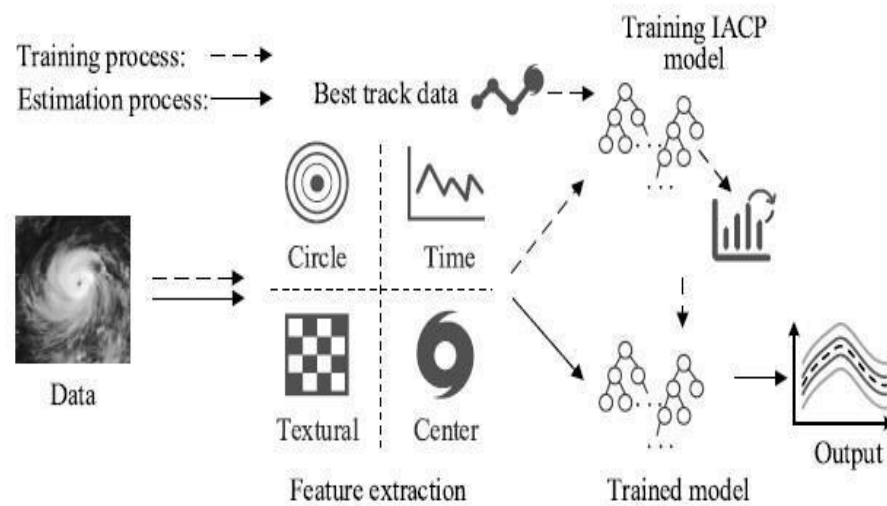 Training process:
Estimation process:
Best track data
Training IACP
model
Circle
Time
Data
Textural
Center
Feature extraction
Trained model
Output